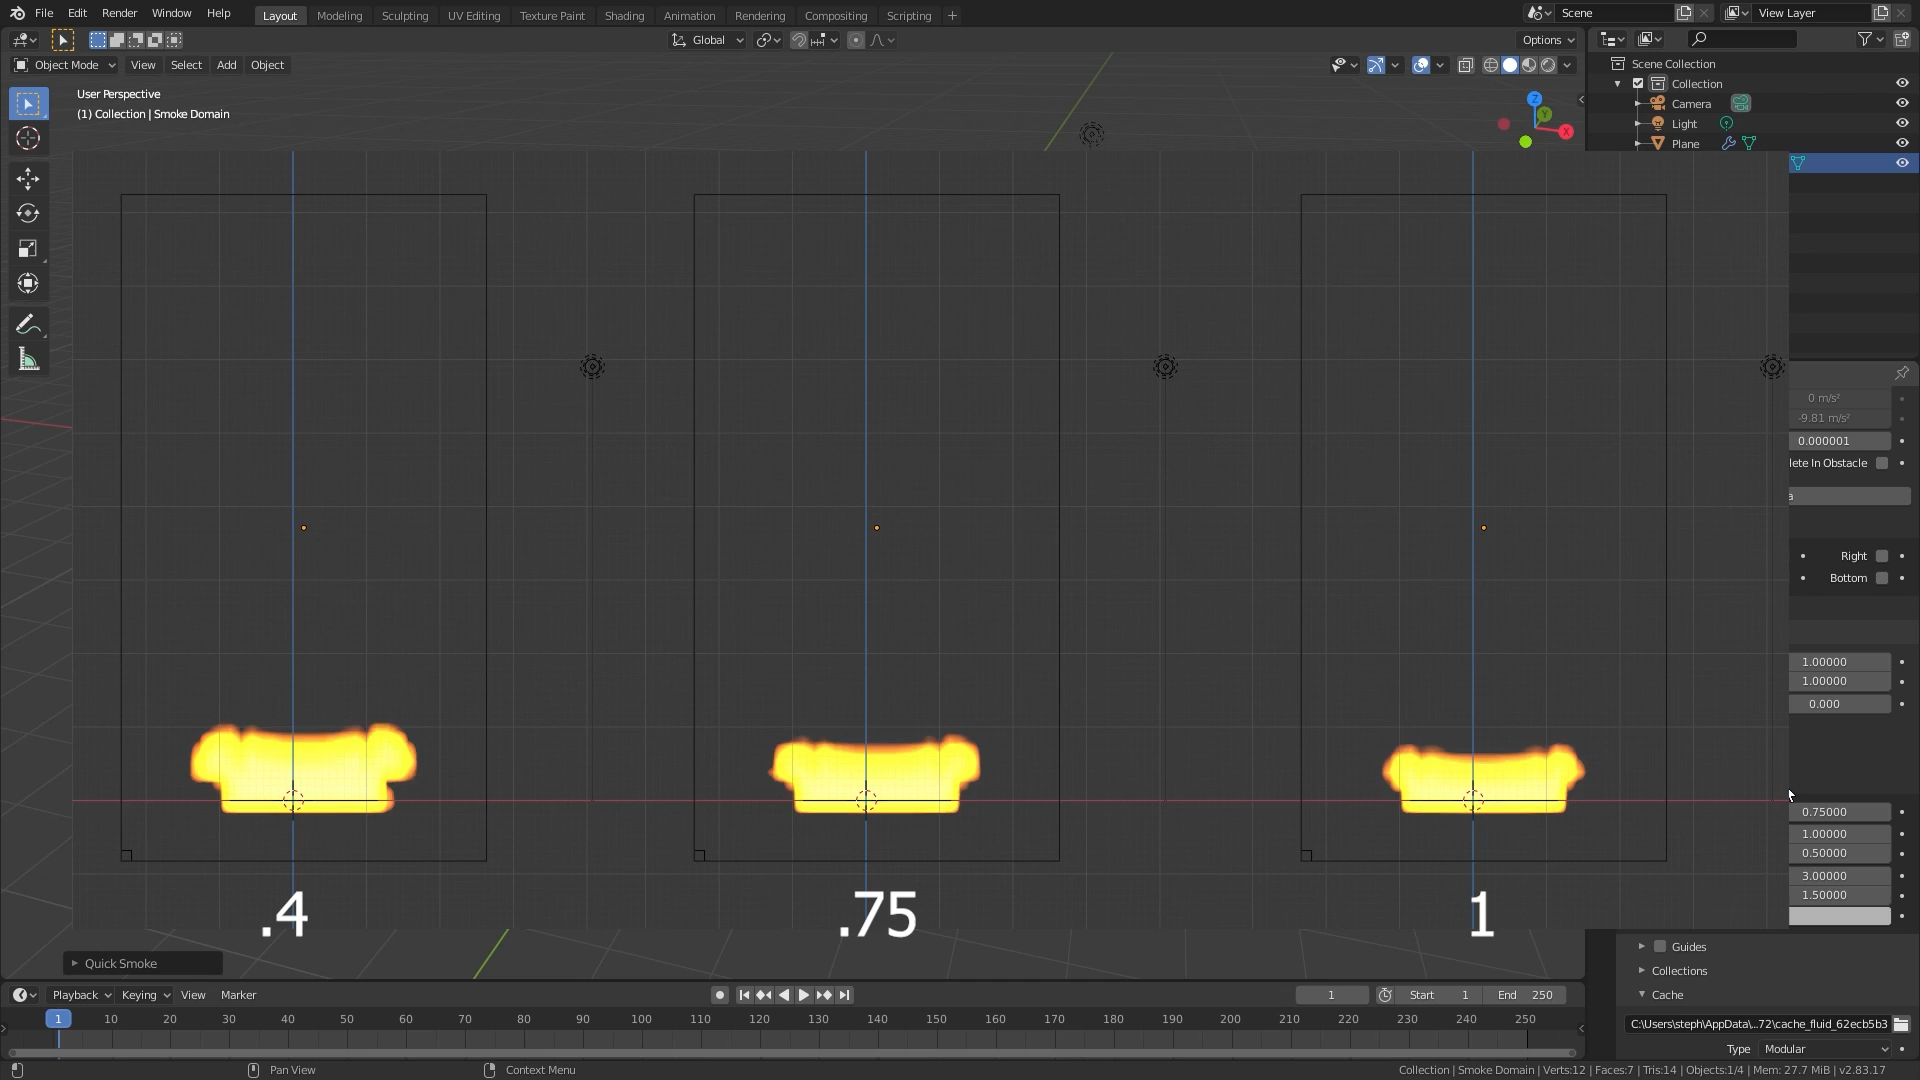 File Edit Render Window Help Layout Modeling Sculpting UV Editing Texture Paint Shading Animation Rendering Compositing Scripting + Scene View Layer
Global Options
Object Mode View Select Add Object
User Perspective
(1) Collection | Smoke Domain
Z
Y
X
Scene Collection
Collection
Camera
Light
Plane
0 m/s²
-9.81 m/s²
0.000001
lete In Obstacle
a
Right
Bottom
1.00000
1.00000
0.000
0.75000
1.00000
0.50000
3.00000
1.50000
.4 .75 1
Guides
Collections
Cache
C:\Users\steph\AppData\..72\cache_fluid_62ecb5b3
Type Modular
Quick Smoke
Playback Keying View Marker 1 Start 1 End 250
1 10 20 30 40 50 60 70 80 90 100 110 120 130 140 150 160 170 180 190 200 210 220 230 240 250
Pan View Context Menu Collection | Smoke Domain | Verts:12 | Faces:7 | Tris:14 | Objects:1/4 | Mem: 27.7 MiB | v2.83.17